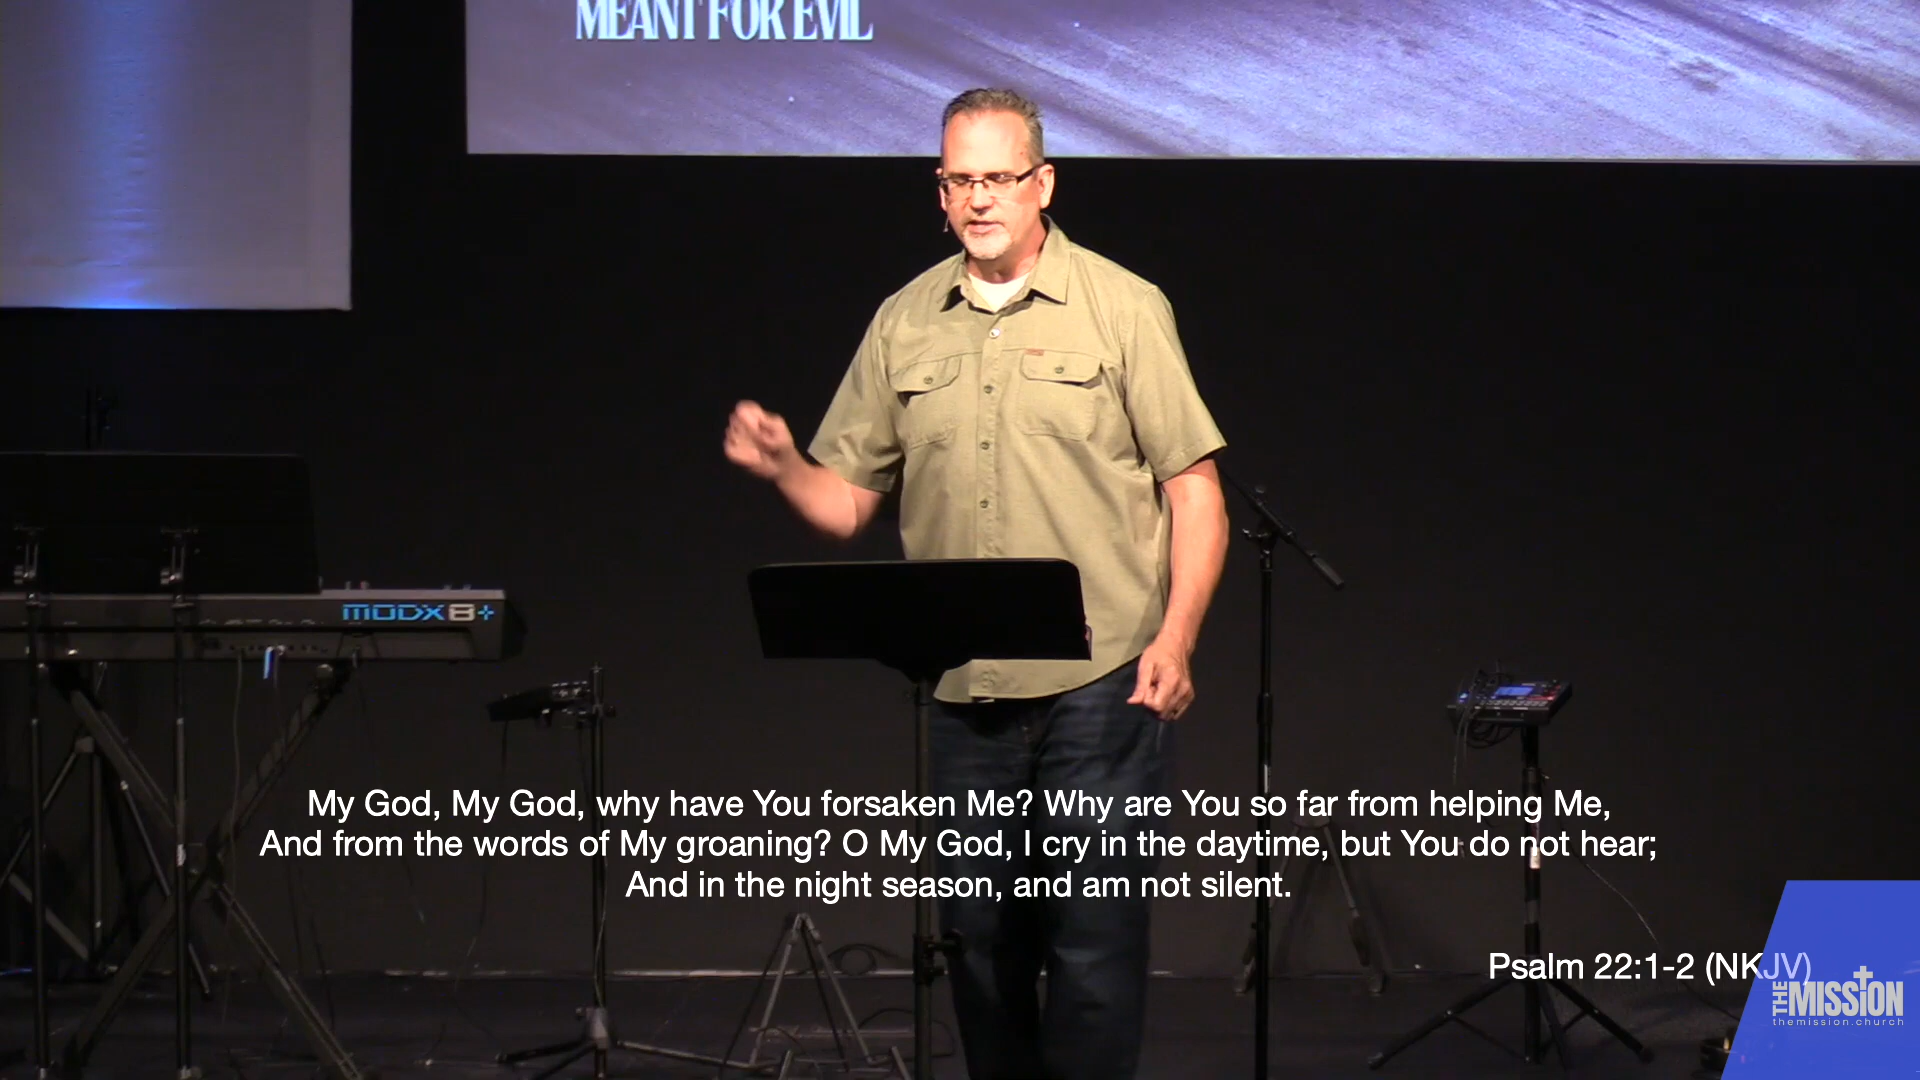 MEANT FOR EVIL
MODX8+
My God, My God, why have You forsaken Me? Why are You so far from helping Me,
And from the words of My groaning? O My God, I cry in the daytime, but You do not hear;
And in the night season, and am not silent.
Psalm 22:1-2 (NKJV)
THE MISSION
themission.church